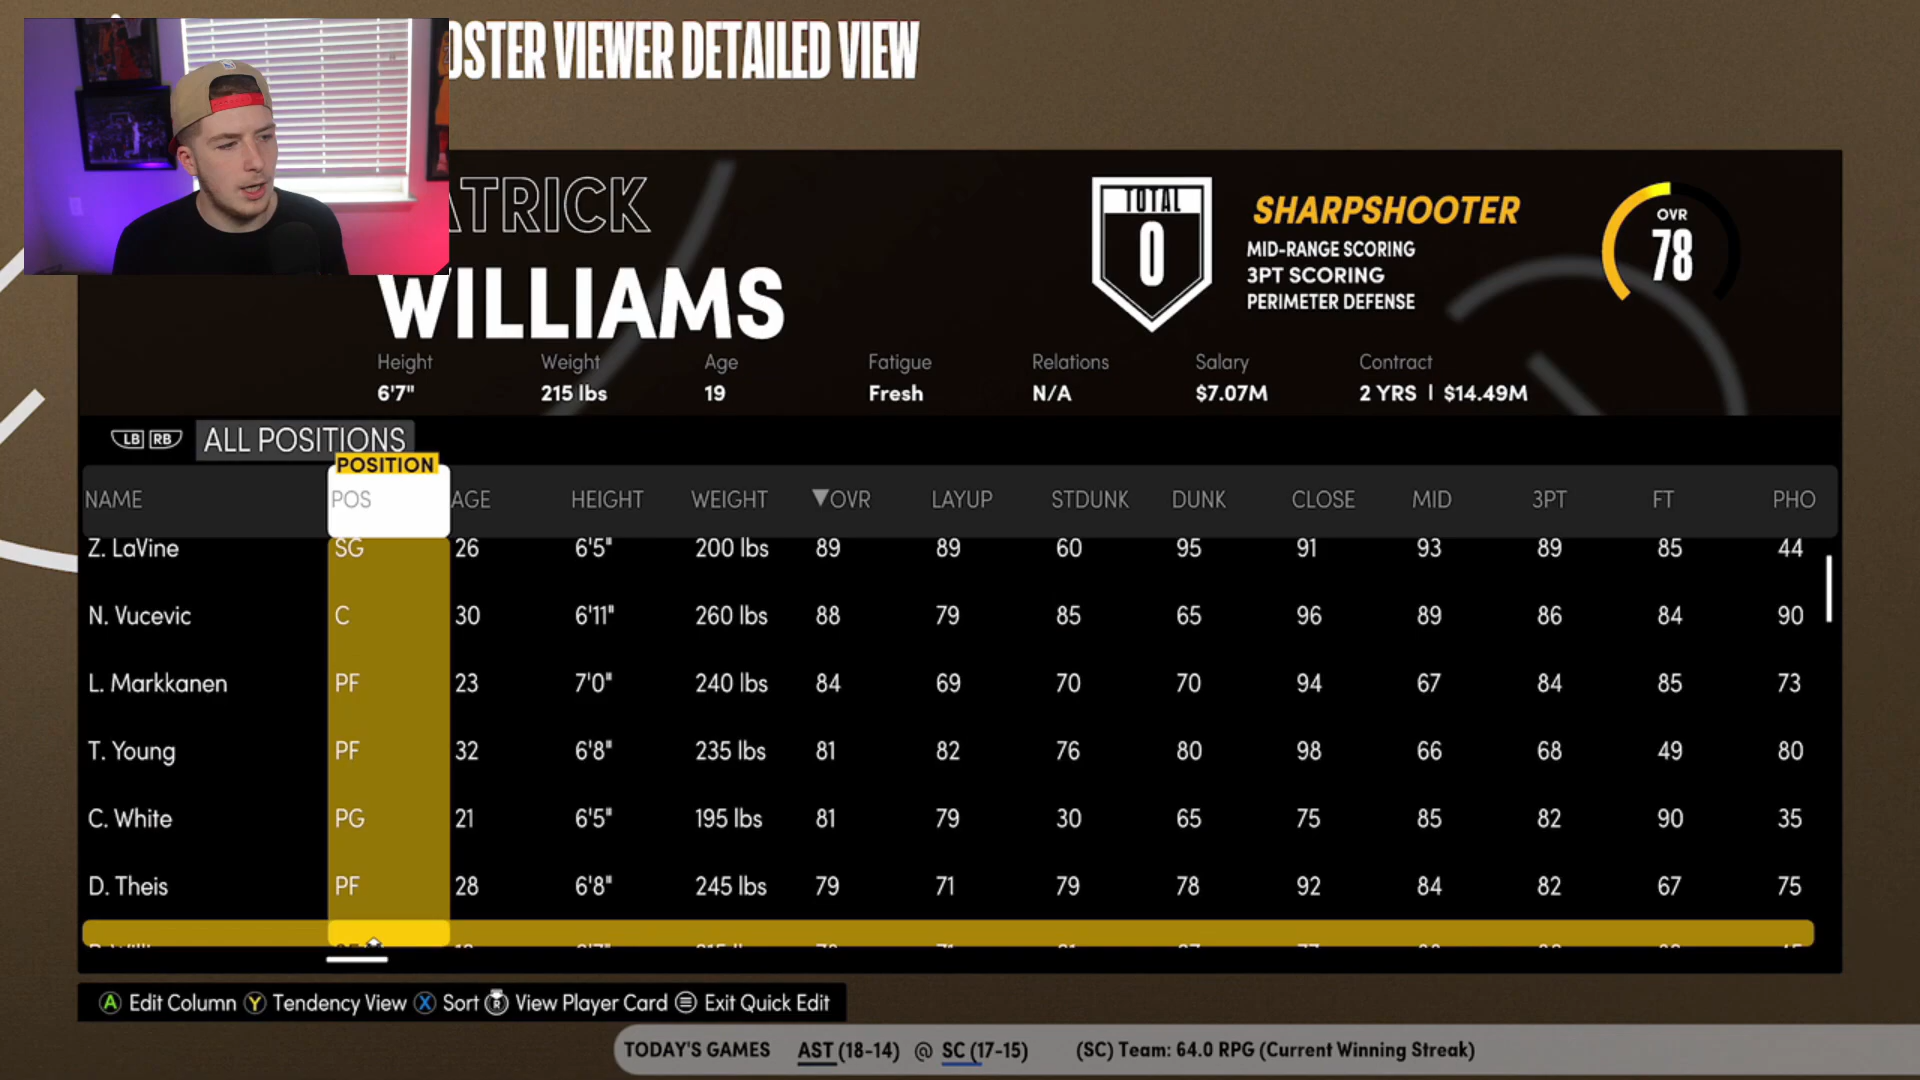 OSTER VIEWER DETAILED VIEW
ATRICK
WILLIAMS
TOTAL
0
SHARPSHOOTER
MID-RANGE SCORING
3PT SCORING
PERIMETER DEFENSE
OVR
78
Height Weight Age Fatigue Relations Salary Contract
6'7" 215 lbs 19 Fresh N/A $7.07M 2 YRS | $14.49M
LB RB ALL POSITIONS
POSITION
NAME POS AGE HEIGHT WEIGHT ▼OVR LAYUP STDUNK DUNK CLOSE MID 3PT FT PHO
Z. LaVine SG 26 6'5" 200 lbs 89 89 60 95 91 93 89 85 44
N. Vucevic C 30 6'11" 260 lbs 88 79 85 65 96 89 86 84 90
L. Markkanen PF 23 7'0" 240 lbs 84 69 70 70 94 67 84 85 73
T. Young PF 32 6'8" 235 lbs 81 82 76 80 98 66 68 49 80
C. White PG 21 6'5" 195 lbs 81 79 30 65 75 85 82 90 35
D. Theis PF 28 6'8" 245 lbs 79 71 79 78 92 84 82 67 75
A Edit Column Y Tendency View X Sort R View Player Card Exit Quick Edit
TODAY'S GAMES AST (18-14) @ SC (17-15) (SC) Team: 64.0 RPG (Current Winning Streak)